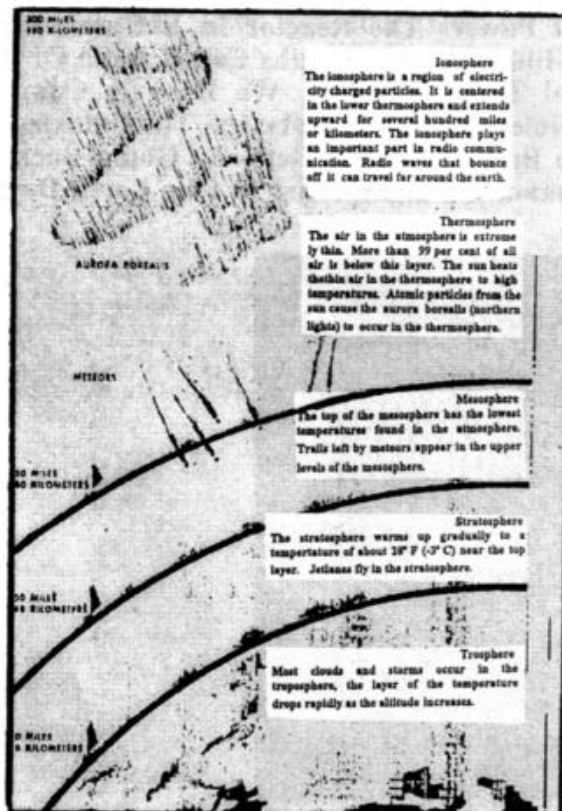 300 MILES
480 KILOMETERS
Ionosphere
The ionosphere is a region of electri-
city charged particles. It is centered
in the lower thermosphere and extends
upward for several hundred miles
or kilometers. The ionosphere plays
an important part in radio commu-
nication. Radio waves that bounce
off it can travel far around the earth.
AURORA BOREALIS
Thermosphere
The air in the atmosphere is extreme
ly thin. More than 99 per cent of all
air is below this layer. The sun heats
thethin air in the thermosphere to high
temperatures. Atomic particles from the
sun cause the aurora borealis (northern
lights) to occur in the thermosphere.
METEORS
Mesosphere
The top of the mesosphere has the lowest
temperatures found in the atmosphere.
Trails left by meteors appear in the upper
levels of the mesosphere.
MILES
KILOMETERS
Stratosphere
The stratosphere warms up gradually to a
tempertature of about 28° F (-3° C) near the top
layer. Jetlanes fly in the stratosphere.
MILES
KILOMETERS
Trosphere
Most clouds and storms occur in the
troposphere, the layer of the temperature
drops rapidly as the altitude increases.
MILES
KILOMETERS